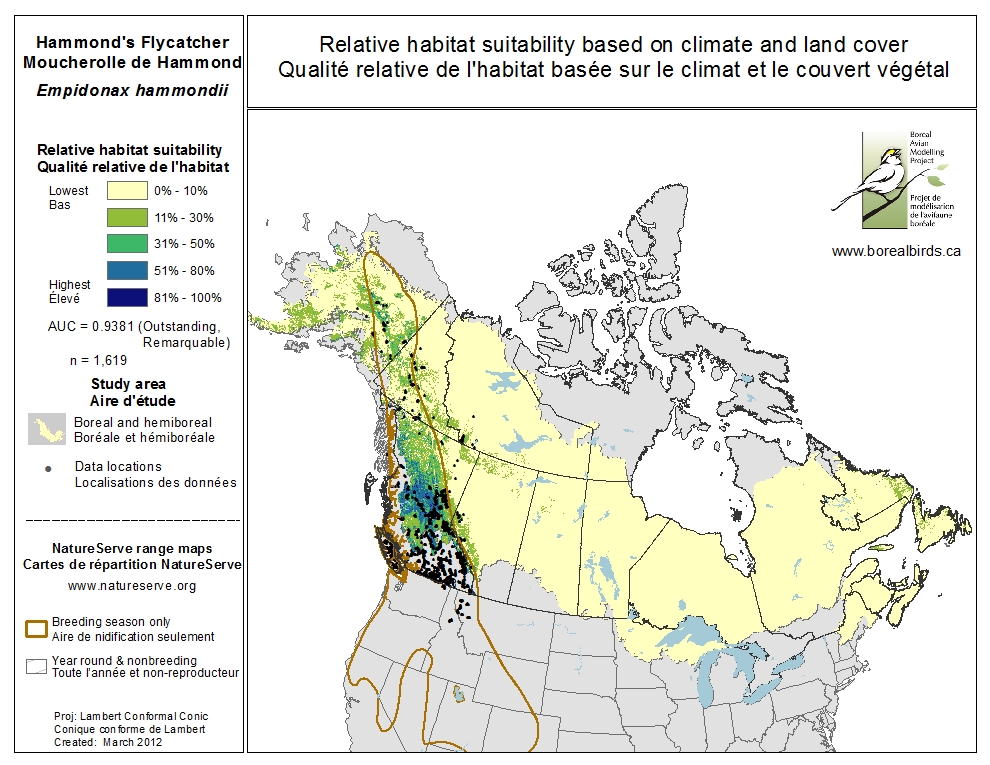 Hammond's Flycatcher
Moucherolle de Hammond
Empidonax hammondii
Relative habitat suitability based on climate and land cover
Qualité relative de l'habitat basée sur le climat et le couvert végétal
Relative habitat suitability
Qualité relative de l'habitat
Lowest
Bas
0% - 10%
11% - 30%
31% - 50%
51% - 80%
Highest
Élevé
81% - 100%
AUC = 0.9381 (Outstanding,
Remarquable)
n = 1,619
Study area
Aire d'étude
Boreal and hemiboreal
Boréale et hémiboréale
Data locations
Localisations des données
NatureServe range maps
Cartes de répartition NatureServe
www.natureserve.org
Breeding season only
Aire de nidification seulement
Year round & nonbreeding
Toute l'année et non-reproducteur
Proj: Lambert Conformal Conic
Conique conforme de Lambert
Created: March 2012
Boreal
Avian
Modelling
Project
Projet de
modélisation
de l'avifaune
boréale
www.borealbirds.ca